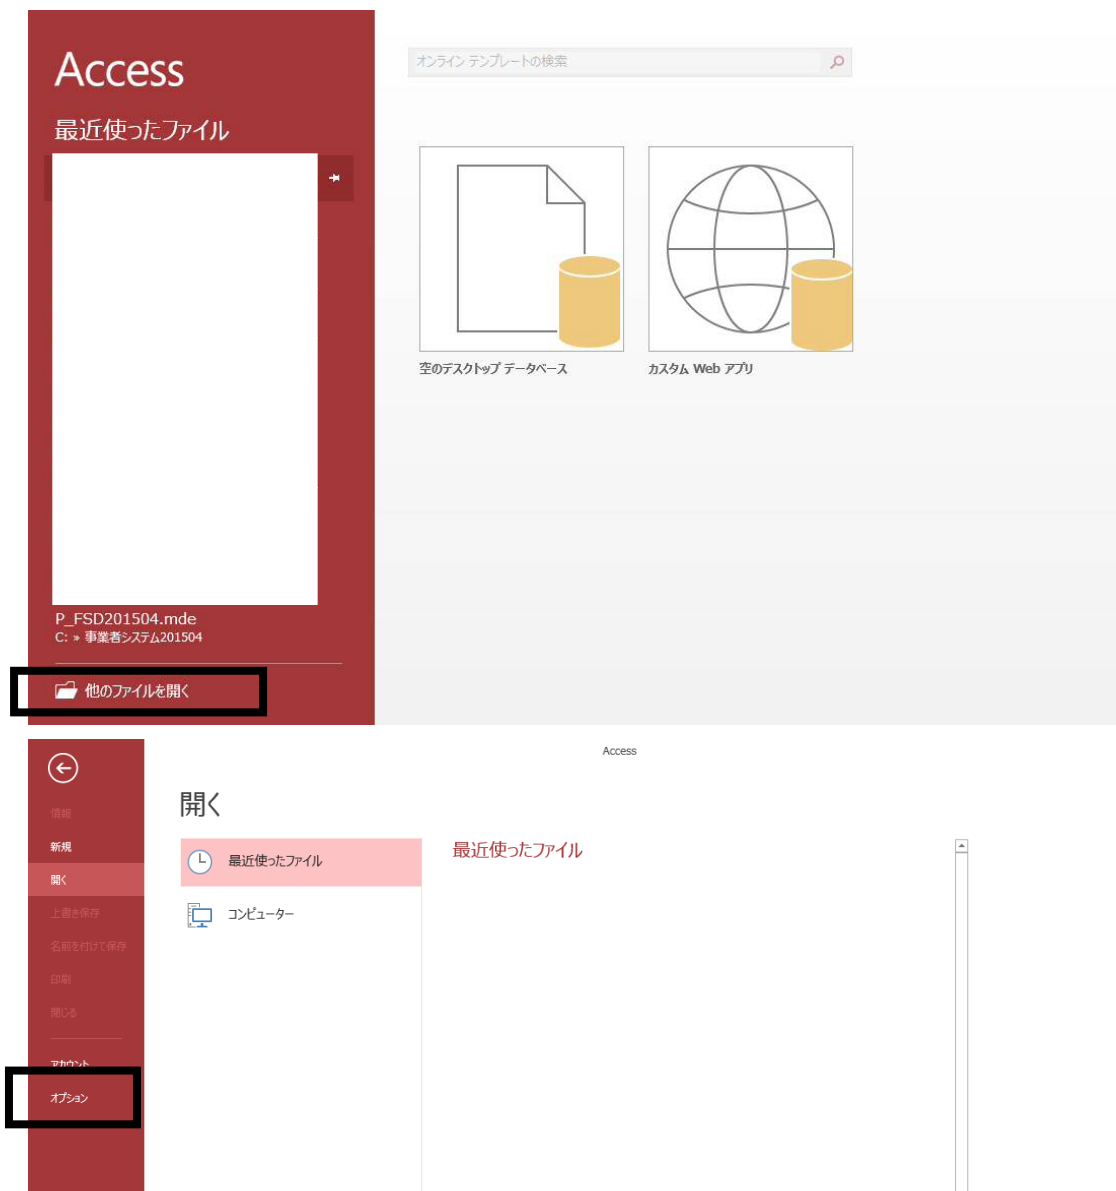 Access
オンライン テンプレートの検索
最近使ったファイル
空のデスクトップ データベース
カスタム Web アプリ
P_FSD201504.mde
C: » 事業者システム201504
他のファイルを開く
Access
開く
情報
新規
開く
上書き保存
名前を付けて保存
印刷
閉じる
アカウント
オプション
最近使ったファイル
コンピューター
最近使ったファイル